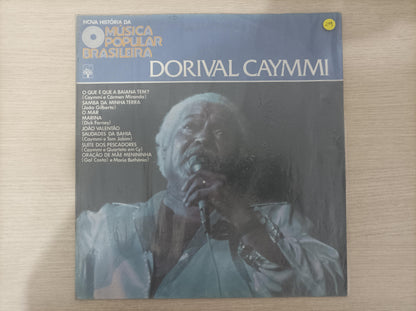 NOVA HISTÓRIA DA
MÚSICA
POPULAR
BRASILEIRA
DORIVAL CAYMMI
O QUE É QUE A BAIANA TEM?
(Caymmi e Cármen Miranda)
SAMBA DA MINHA TERRA
(João Gilberto)
O MAR
MARINA
(Dick Farney)
JOÃO VALENTÃO
SAUDADES DA BAHIA
(Caymmi e Tom Jobim)
SUÍTE DOS PESCADORES
(Caymmi e Quarteto em Cy)
ORAÇÃO DE MÃE MENININHA
(Gal Costa e Maria Bethânia)